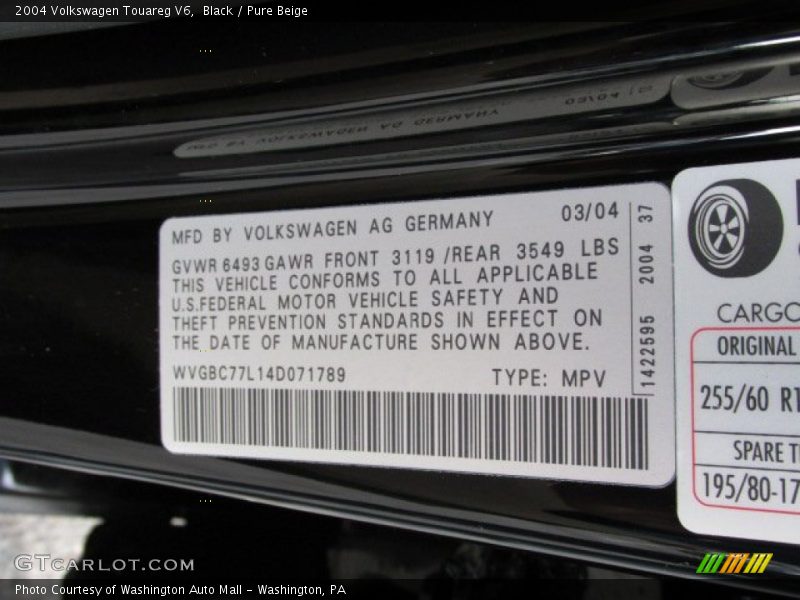 2004 Volkswagen Touareg V6, Black / Pure Beige
MFD BY VOLKSWAGEN AG GERMANY 03/04
GVWR 6493 GAWR FRONT 3119 /REAR 3549 LBS
THIS VEHICLE CONFORMS TO ALL APPLICABLE
U.S.FEDERAL MOTOR VEHICLE SAFETY AND
THEFT PREVENTION STANDARDS IN EFFECT ON
THE DATE OF MANUFACTURE SHOWN ABOVE.
WVGBC77L14D071789 TYPE: MPV
1422595 2004 37
CARGO
ORIGINAL
255/60 R1
SPARE TI
195/80-17
GTCARLOT.COM
Photo Courtesy of Washington Auto Mall - Washington, PA